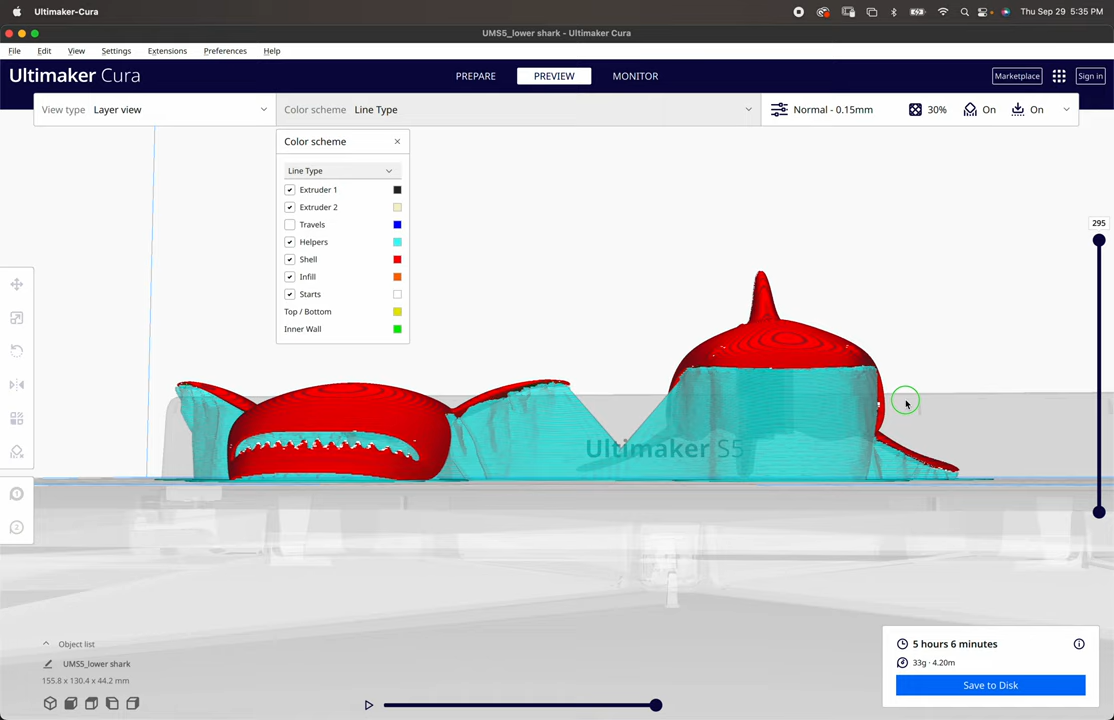 Ultimaker-Cura
Thu Sep 29 5:35 PM
UMS5_lower shark - Ultimaker Cura
File Edit View Settings Extensions Preferences Help
Ultimaker Cura
PREPARE PREVIEW MONITOR
Marketplace Sign in
View type Layer view
Color scheme Line Type
Normal - 0.15mm 30% On On
Color scheme
Line Type
Extruder 1
Extruder 2
Travels
Helpers
Shell
Infill
Starts
Top / Bottom
Inner Wall
295
Ultimaker S5
1
2
Object list
UMS5_lower shark
155.8 x 130.4 x 44.2 mm
5 hours 6 minutes
33g · 4.20m
Save to Disk